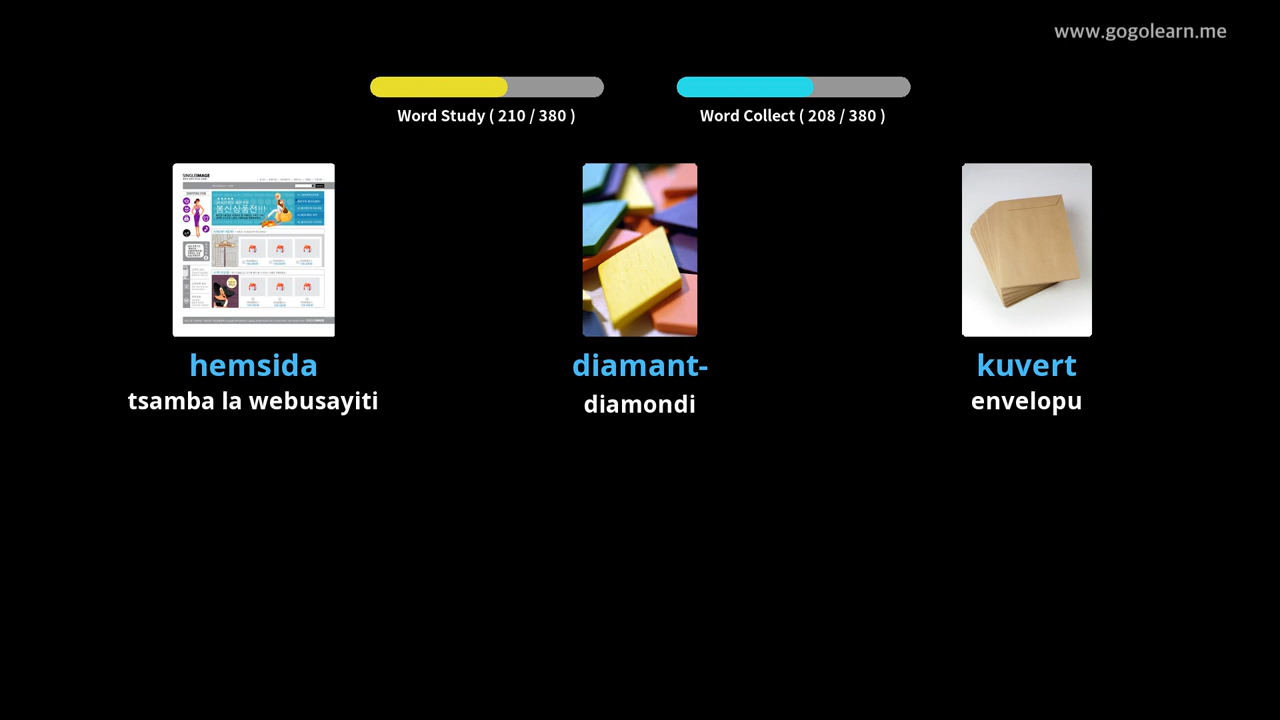 www.gogolearn.me
Word Study ( 210 / 380 )
Word Collect ( 208 / 380 )
hemsida
diamant-
kuvert
tsamba la webusayiti
diamondi
envelopu